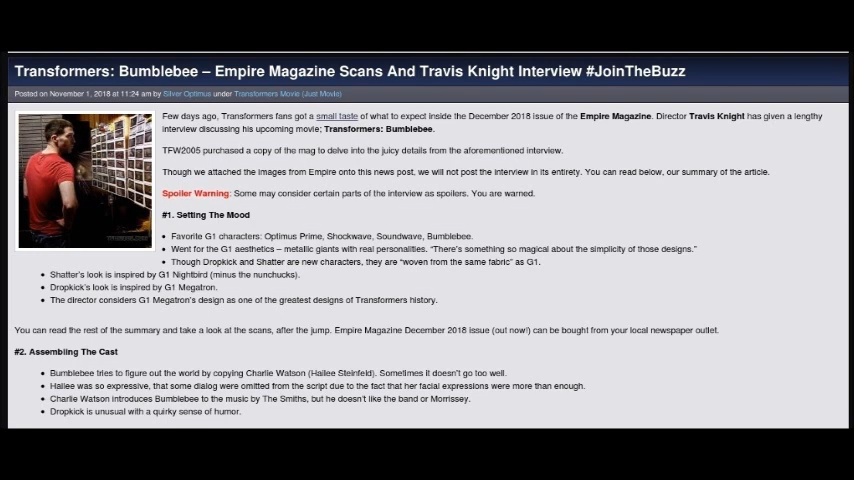 Transformers: Bumblebee – Empire Magazine Scans And Travis Knight Interview #JoinTheBuzz
Posted on November 1, 2018 at 11:24 am by Silver Optimus under Transformers Movie (Just Movie)
Few days ago, Transformers fans got a small taste of what to expect inside the December 2018 issue of the Empire Magazine. Director Travis Knight has given a lengthy
interview discussing his upcoming movie; Transformers: Bumblebee.
TFW2005 purchased a copy of the mag to delve into the juicy details from the aforementioned interview.
Though we attached the images from Empire onto this news post, we will not post the interview in its entirety. You can read below, our summary of the article.
Spoiler Warning: Some may consider certain parts of the interview as spoilers. You are warned.
#1. Setting The Mood
• Favorite G1 characters: Optimus Prime, Shockwave, Soundwave, Bumblebee.
• Went for the G1 aesthetics – metallic giants with real personalities. “There's something so magical about the simplicity of those designs.”
• Though Dropkick and Shatter are new characters, they are “woven from the same fabric” as G1.
• Shatter's look is inspired by G1 Nightbird (minus the nunchucks).
• Dropkick's look is inspired by G1 Megatron.
• The director considers G1 Megatron's design as one of the greatest designs of Transformers history.
You can read the rest of the summary and take a look at the scans, after the jump. Empire Magazine December 2018 issue (out now!) can be bought from your local newspaper outlet.
#2. Assembling The Cast
• Bumblebee tries to figure out the world by copying Charlie Watson (Hailee Steinfeld). Sometimes it doesn't go too well.
• Hailee was so expressive, that some dialog were omitted from the script due to the fact that her facial expressions were more than enough.
• Charlie Watson introduces Bumblebee to the music by The Smiths, but he doesn't like the band or Morrissey.
• Dropkick is unusual with a quirky sense of humor.